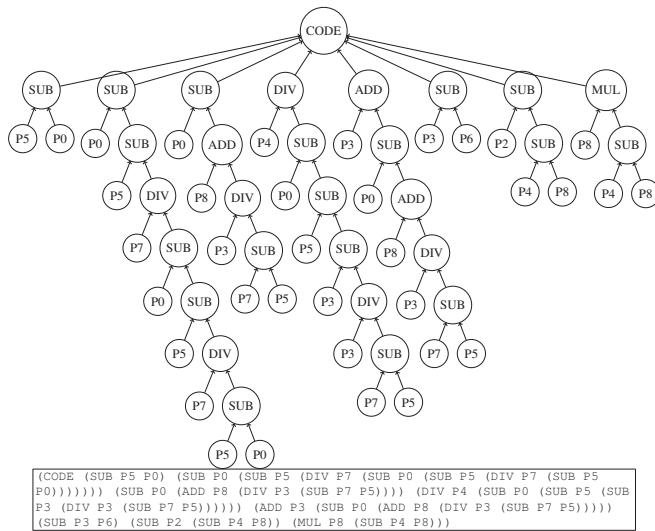 CODE
SUB SUB SUB DIV ADD SUB SUB MUL
P5 P0 P0 SUB P0 ADD P4 SUB P3 SUB P3 P6 P2 SUB P8 SUB
P5 DIV P8 DIV P0 SUB P0 ADD P4 P8 P4 P8
P7 SUB P3 SUB P5 SUB P8 DIV
P0 SUB P7 P5 P3 DIV P3 SUB
P5 DIV P3 SUB P7 P5
P7 SUB P7 P5
P5 P0
(CODE (SUB P5 P0) (SUB P0 (SUB P5 (DIV P7 (SUB P0 (SUB P5 (DIV P7 (SUB P5
P0))))))) (SUB P0 (ADD P8 (DIV P3 (SUB P7 P5)))) (DIV P4 (SUB P0 (SUB P5 (SUB
P3 (DIV P3 (SUB P7 P5)))))) (ADD P3 (SUB P0 (ADD P8 (DIV P3 (SUB P7 P5)))))
(SUB P3 P6) (SUB P2 (SUB P4 P8)) (MUL P8 (SUB P4 P8)))